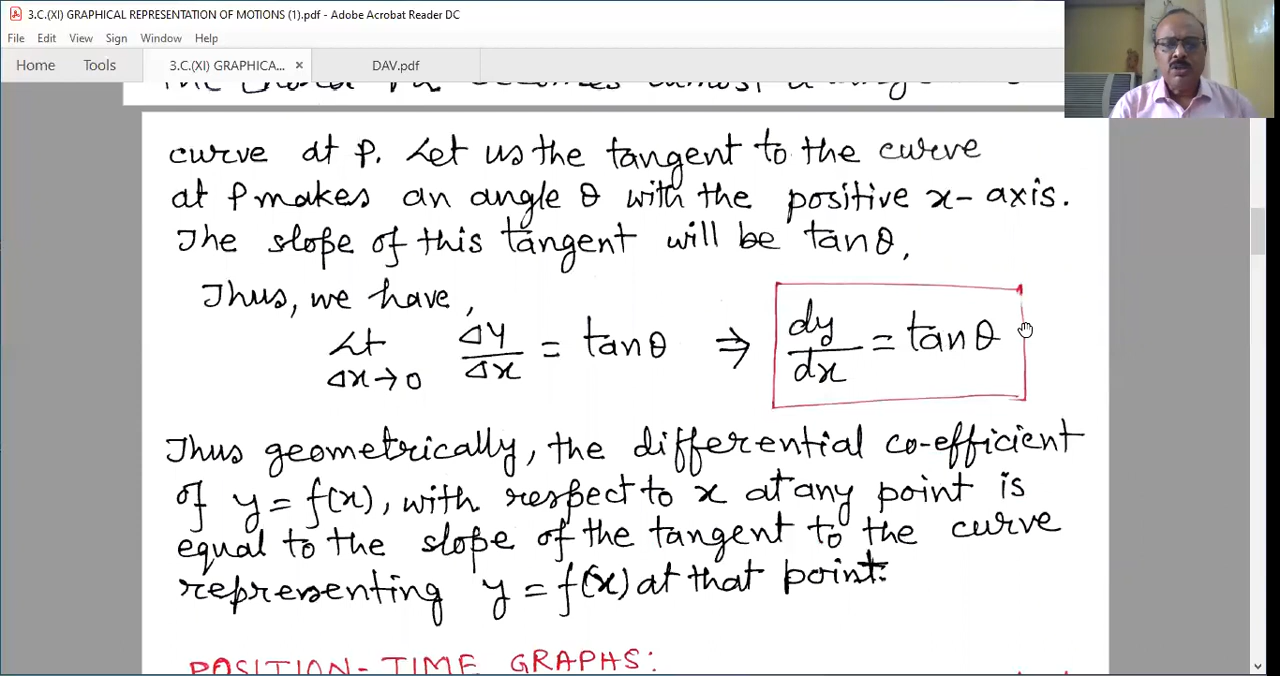 3.C.(XI) GRAPHICAL REPRESENTATION OF MOTIONS (1).pdf - Adobe Acrobat Reader DC
File Edit View Sign Window Help
Home Tools 3.C.(XI) GRAPHICA... × DAV.pdf
curve at P. Let us the tangent to the curve
at P makes an angle θ with the positive x-axis.
The slope of this tangent will be tanθ,
Thus, we have,
Lt Δx→0 Δy/Δx = tanθ ⇒ dy/dx = tanθ
Thus geometrically, the differential co-efficient
of y = f(x), with respect to x at any point is
equal to the slope of the tangent to the curve
representing y = f(x) at that point.
POSITION-TIME GRAPHS: